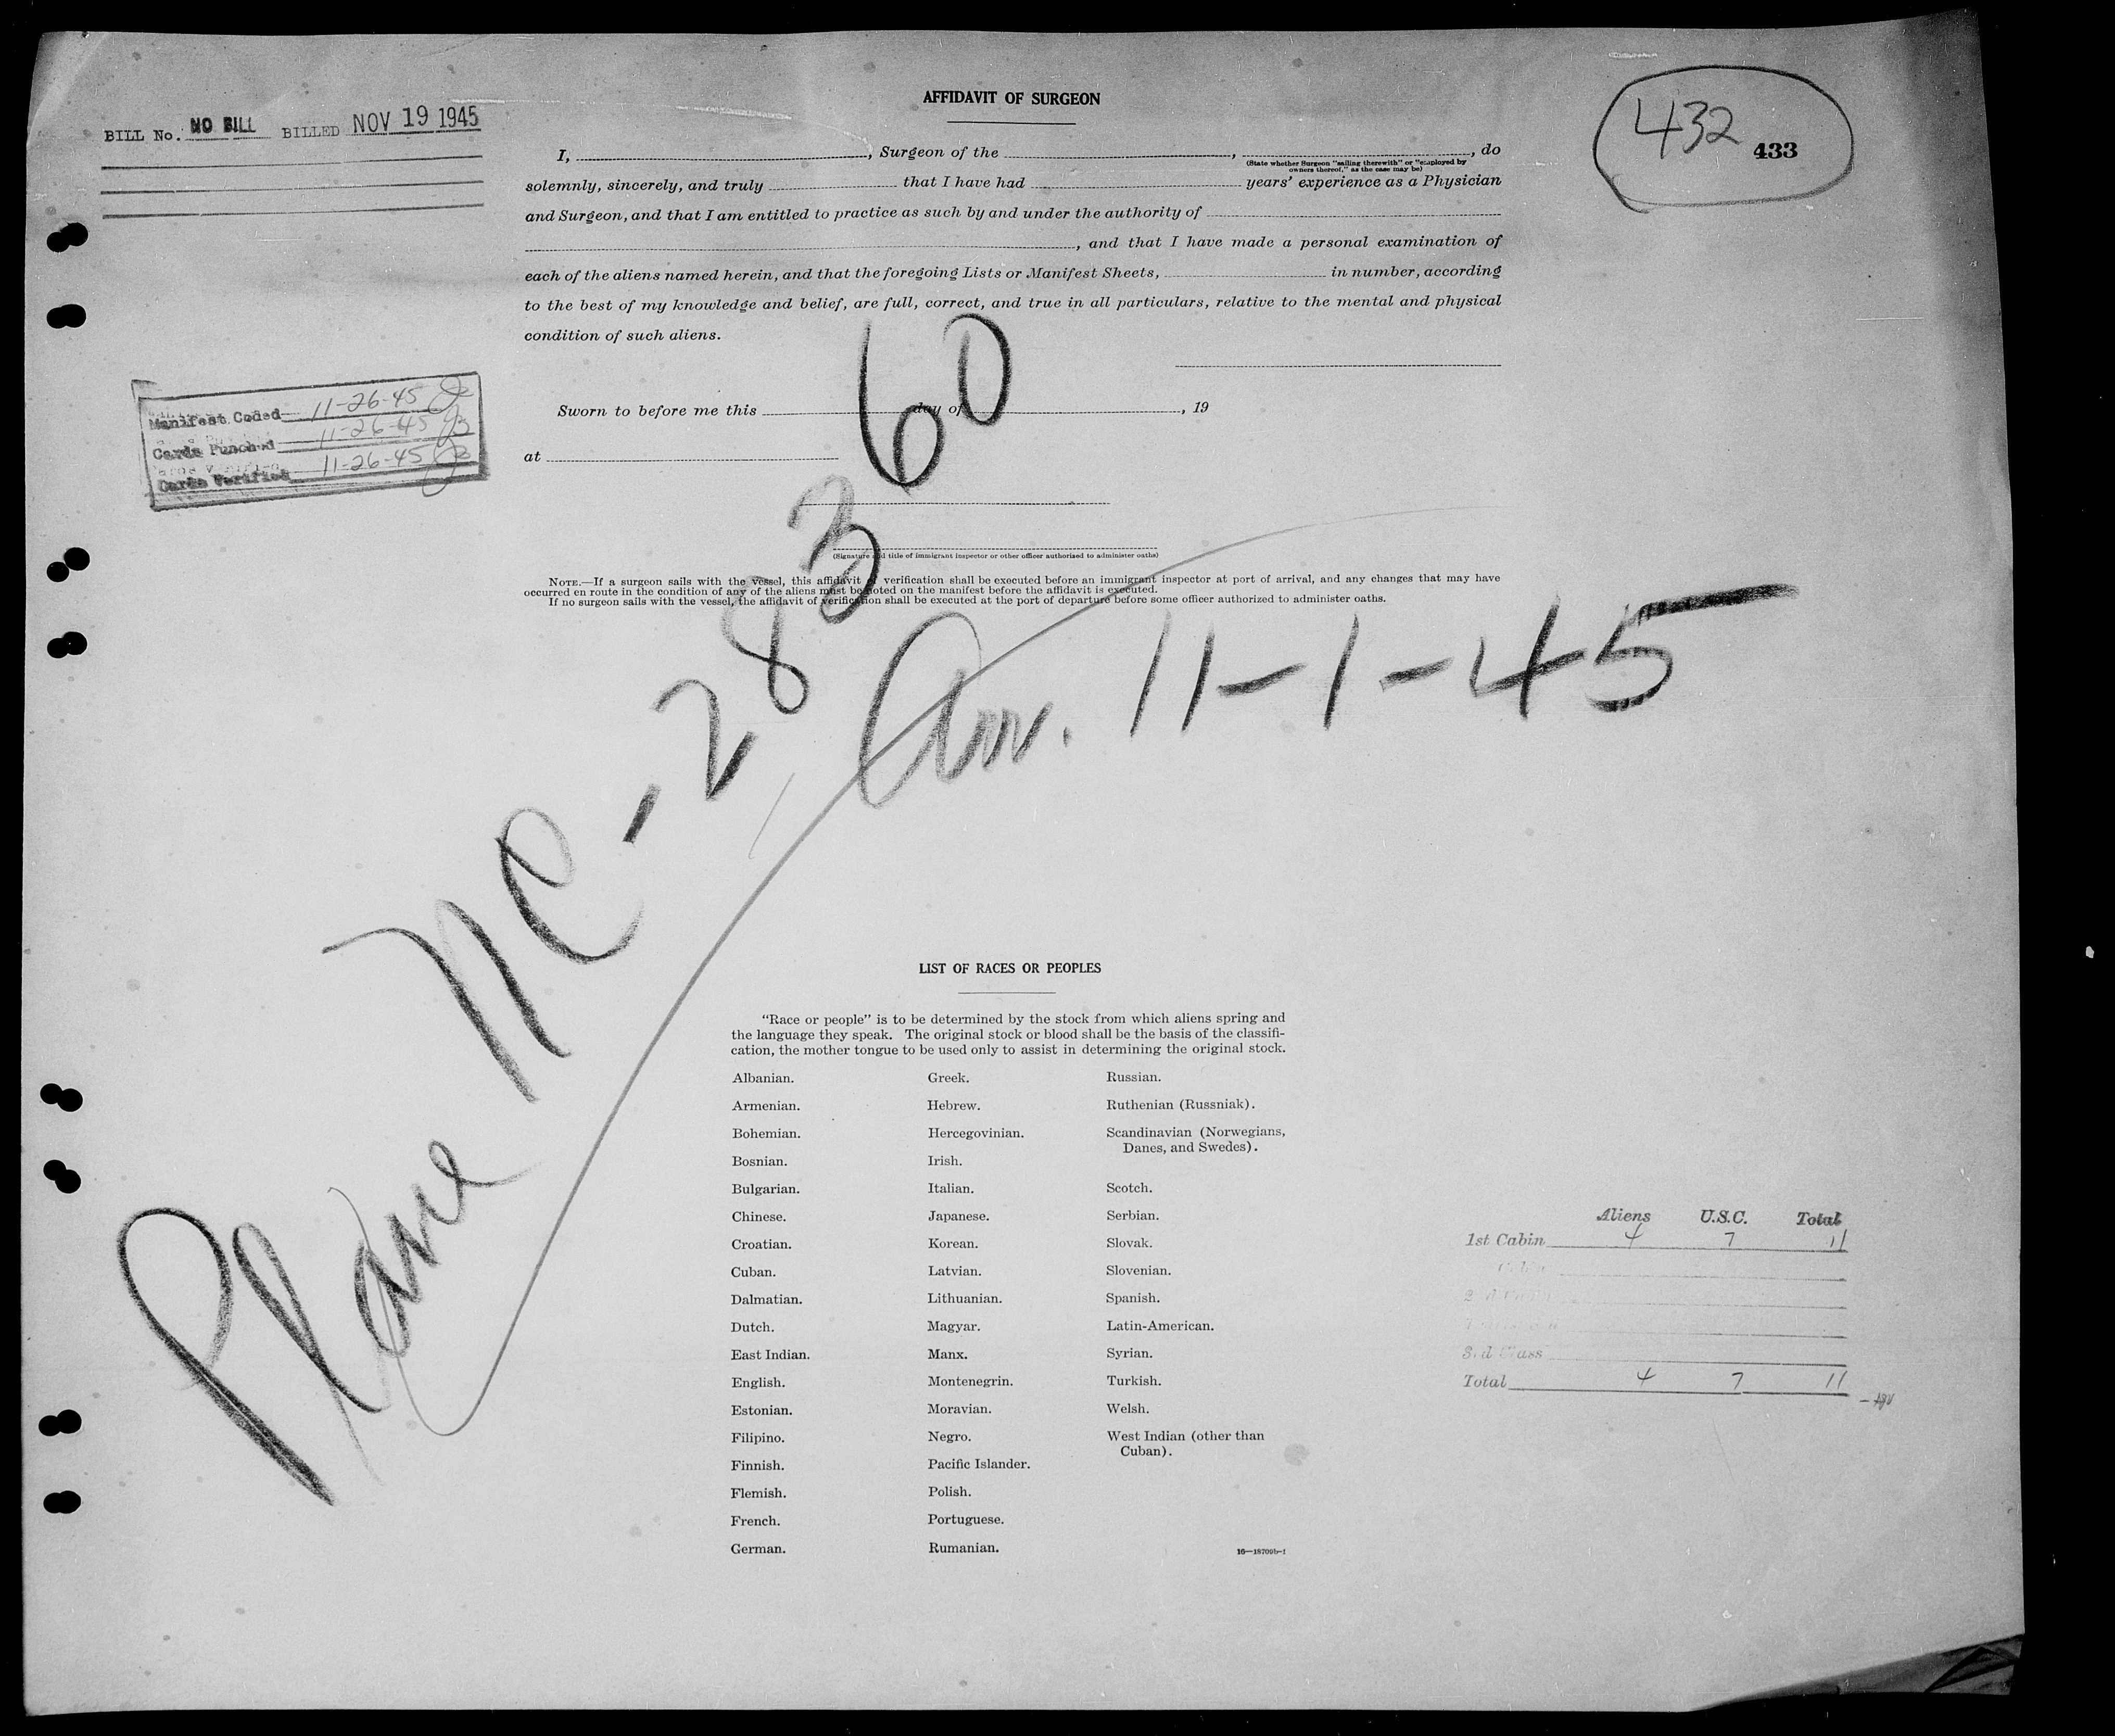 AFFIDAVIT OF SURGEON
BILL No. NO BILL BILLED NOV 19 1945
432 433
I, , Surgeon of the , , do
(State whether Surgeon "sailing therewith" or "employed by
owners thereof," as the case may be)
solemnly, sincerely, and truly that I have had years' experience as a Physician
and Surgeon, and that I am entitled to practice as such by and under the authority of
, and that I have made a personal examination of
each of the aliens named herein, and that the foregoing Lists or Manifest Sheets, in number, according
to the best of my knowledge and belief, are full, correct, and true in all particulars, relative to the mental and physical
condition of such aliens.
Manifest Coded 11-26-45
Cards Punched 11-26-45
Cards Verified 11-26-45
Sworn to before me this day of , 19
at
(Signature and title of immigrant inspector or other officer authorized to administer oaths)
NOTE.—If a surgeon sails with the vessel, this affidavit of verification shall be executed before an immigrant inspector at port of arrival, and any changes that may have
occurred en route in the condition of any of the aliens must be noted on the manifest before the affidavit is executed.
If no surgeon sails with the vessel, the affidavit of verification shall be executed at the port of departure before some officer authorized to administer oaths.
Plane NC-28360
Arr. 11-1-45
LIST OF RACES OR PEOPLES
"Race or people" is to be determined by the stock from which aliens spring and
the language they speak. The original stock or blood shall be the basis of the classifi-
cation, the mother tongue to be used only to assist in determining the original stock.
Albanian.
Armenian.
Bohemian.
Bosnian.
Bulgarian.
Chinese.
Croatian.
Cuban.
Dalmatian.
Dutch.
East Indian.
English.
Estonian.
Filipino.
Finnish.
Flemish.
French.
German.
Greek.
Hebrew.
Hercegovinian.
Irish.
Italian.
Japanese.
Korean.
Latvian.
Lithuanian.
Magyar.
Manx.
Montenegrin.
Moravian.
Negro.
Pacific Islander.
Polish.
Portuguese.
Rumanian.
Russian.
Ruthenian (Russniak).
Scandinavian (Norwegians,
Danes, and Swedes).
Scotch.
Serbian.
Slovak.
Slovenian.
Spanish.
Latin-American.
Syrian.
Turkish.
Welsh.
West Indian (other than
Cuban).
16—18709b-1
Aliens U.S.C. Total
1st Cabin 4 7 11
3rd Class
Total 4 7 11